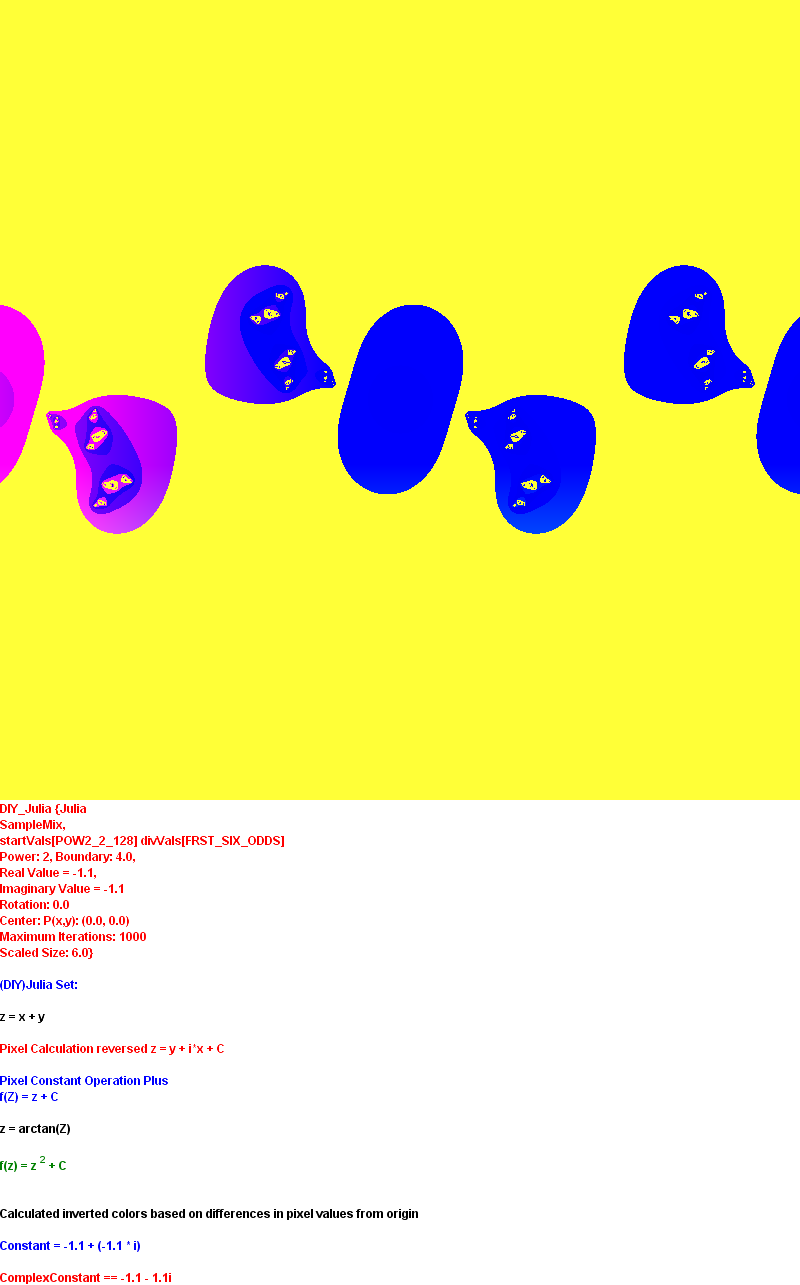 DIY_Julia {Julia
SampleMix,
startVals[POW2_2_128] divVals[FRST_SIX_ODDS]
Power: 2, Boundary: 4.0,
Real Value = -1.1,
Imaginary Value = -1.1
Rotation: 0.0
Center: P(x,y): (0.0, 0.0)
Maximum Iterations: 1000
Scaled Size: 6.0}
(DIY)Julia Set:
z = x + y
Pixel Calculation reversed z = y + i*x + C
Pixel Constant Operation Plus
f(Z) = z + C
z = arctan(Z)
f(z) = z ² + C
Calculated inverted colors based on differences in pixel values from origin
Constant = -1.1 + (-1.1 * i)
ComplexConstant == -1.1 - 1.1i